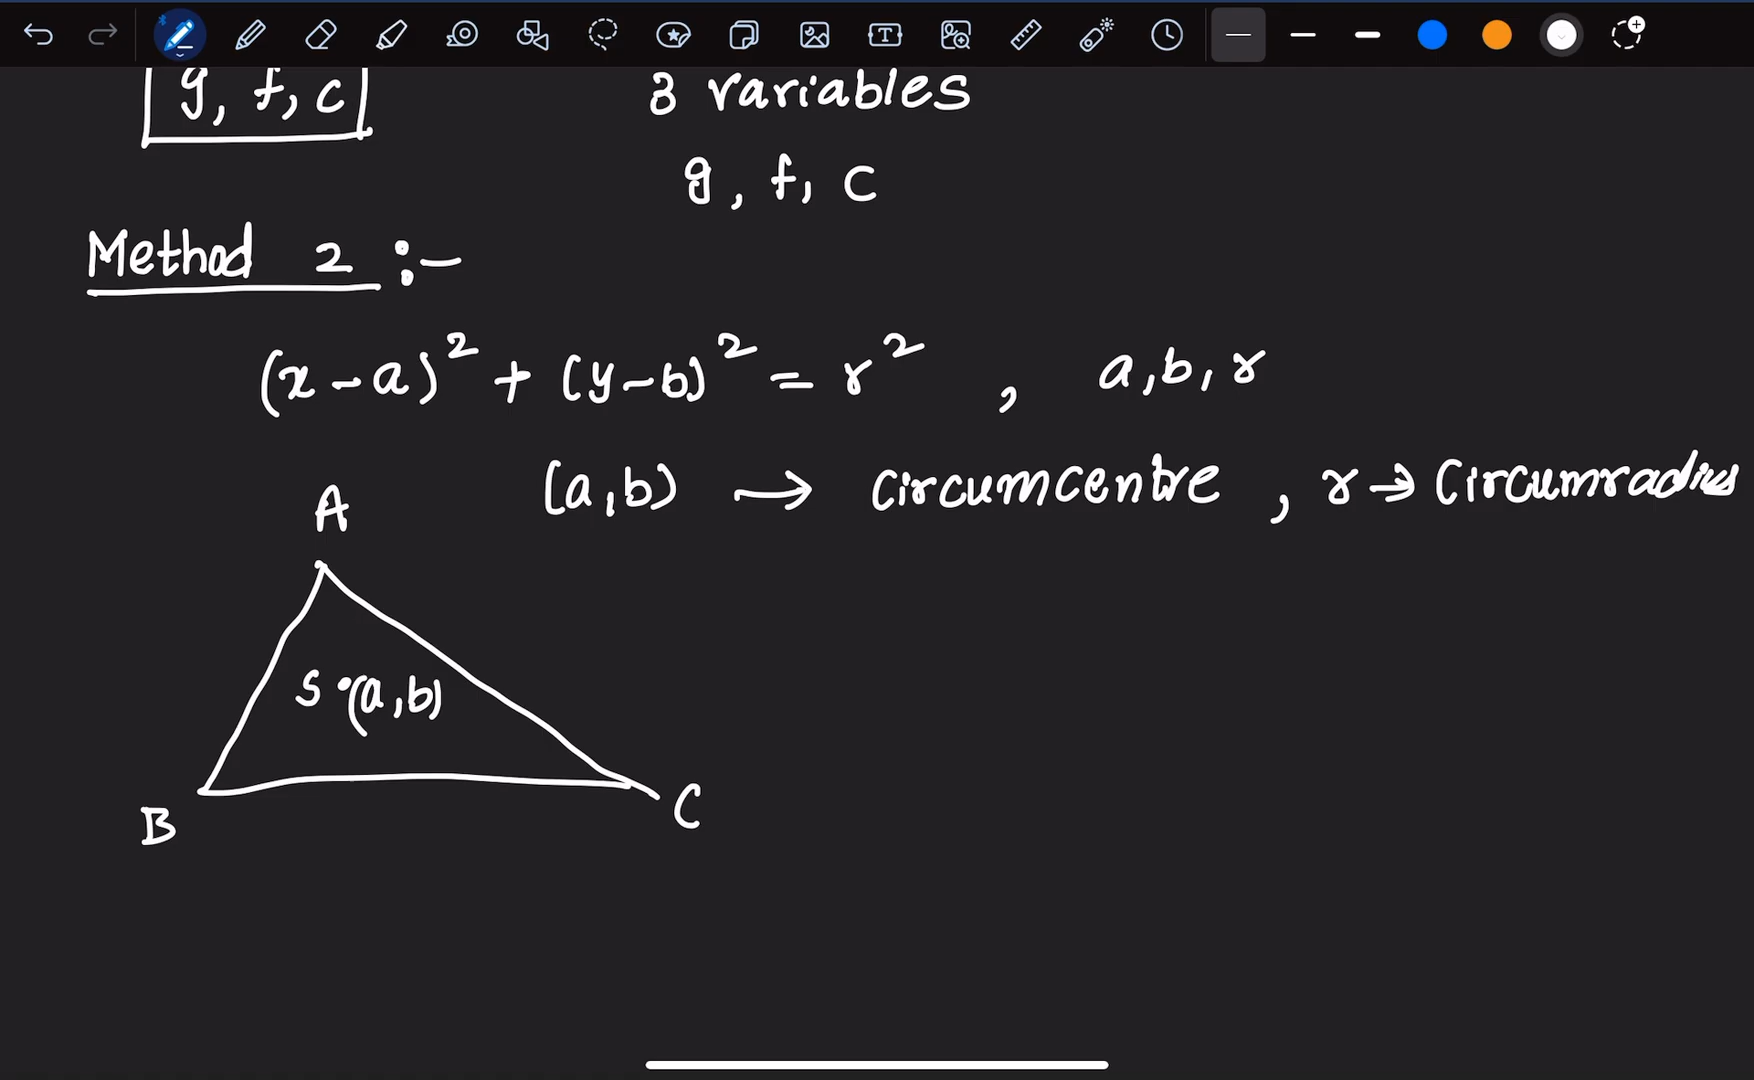 g, f, c
3 variables
g, f, c
Method 2 :-
(x-a)² + (y-b)² = r² , a, b, r
(a, b) → circumcentre , r → Circumradius
A
S •(a, b)
B
C